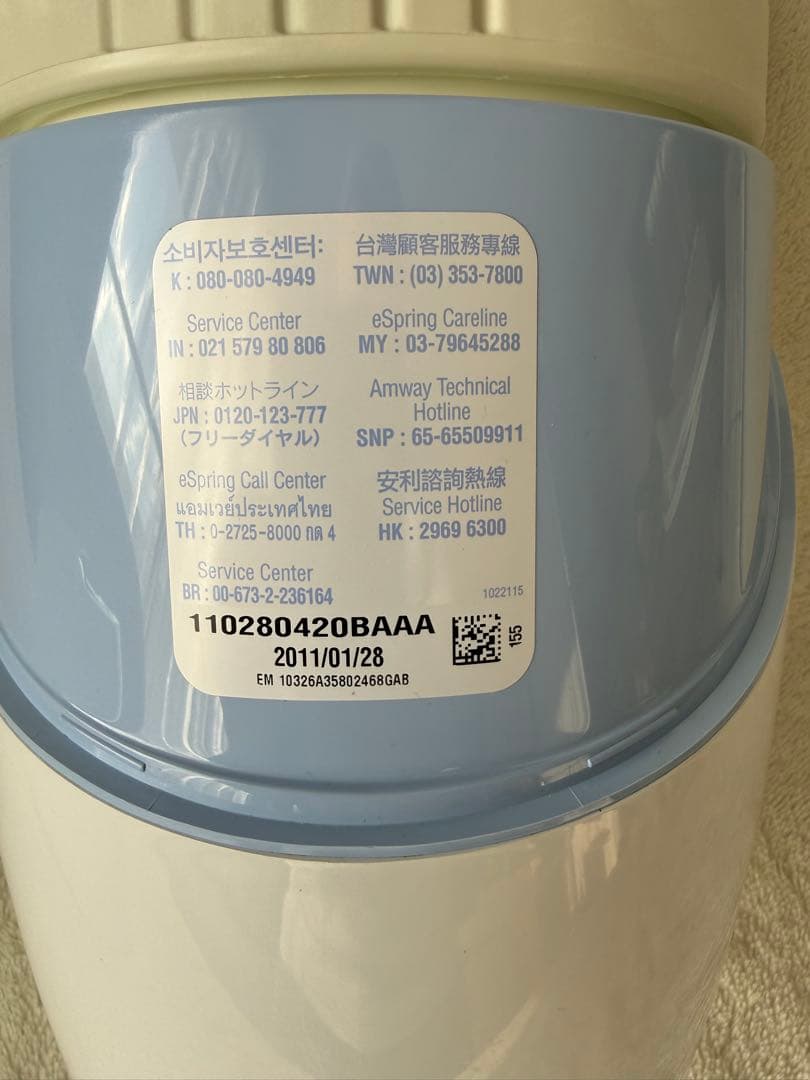 소비자보호센터:
K : 080-080-4949
台灣顧客服務專線
TWN : (03) 353-7800
Service Center
IN : 021 579 80 806
eSpring Careline
MY : 03-79645288
相談ホットライン
JPN : 0120-123-777
(フリーダイヤル)
Amway Technical
Hotline
SNP : 65-65509911
eSpring Call Center
แอมเวย์ประเทศไทย
TH : 0-2725-8000 กด 4
安利諮詢熱線
Service Hotline
HK : 2969 6300
Service Center
BR : 00-673-2-236164
1022115
110280420BAAA
2011/01/28
EM 10326A35802468GAB
155